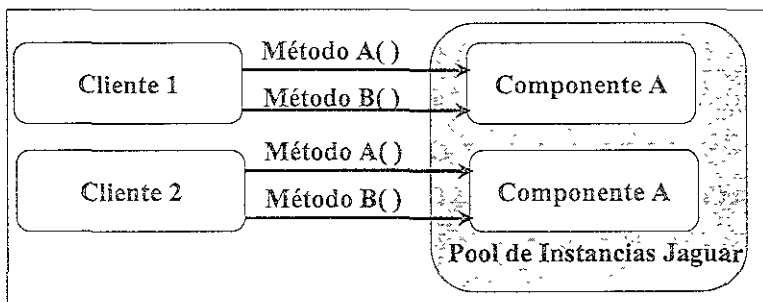 Método A()
Cliente 1
Componente A
Método B()
Método A()
Cliente 2
Componente A
Método B()
Pool de Instancias Jaguar